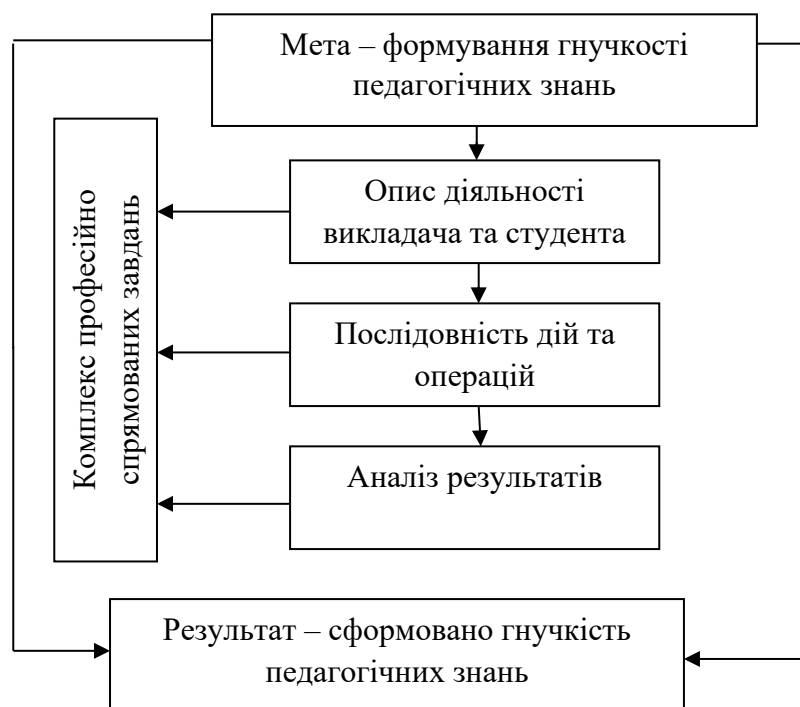 Мета – формування гнучкості
педагогічних знань
Комплекс професійно
спрямованих завдань
Опис діяльності
викладача та студента
Послідовність дій та
операцій
Аналіз результатів
Результат – сформовано гнучкість
педагогічних знань